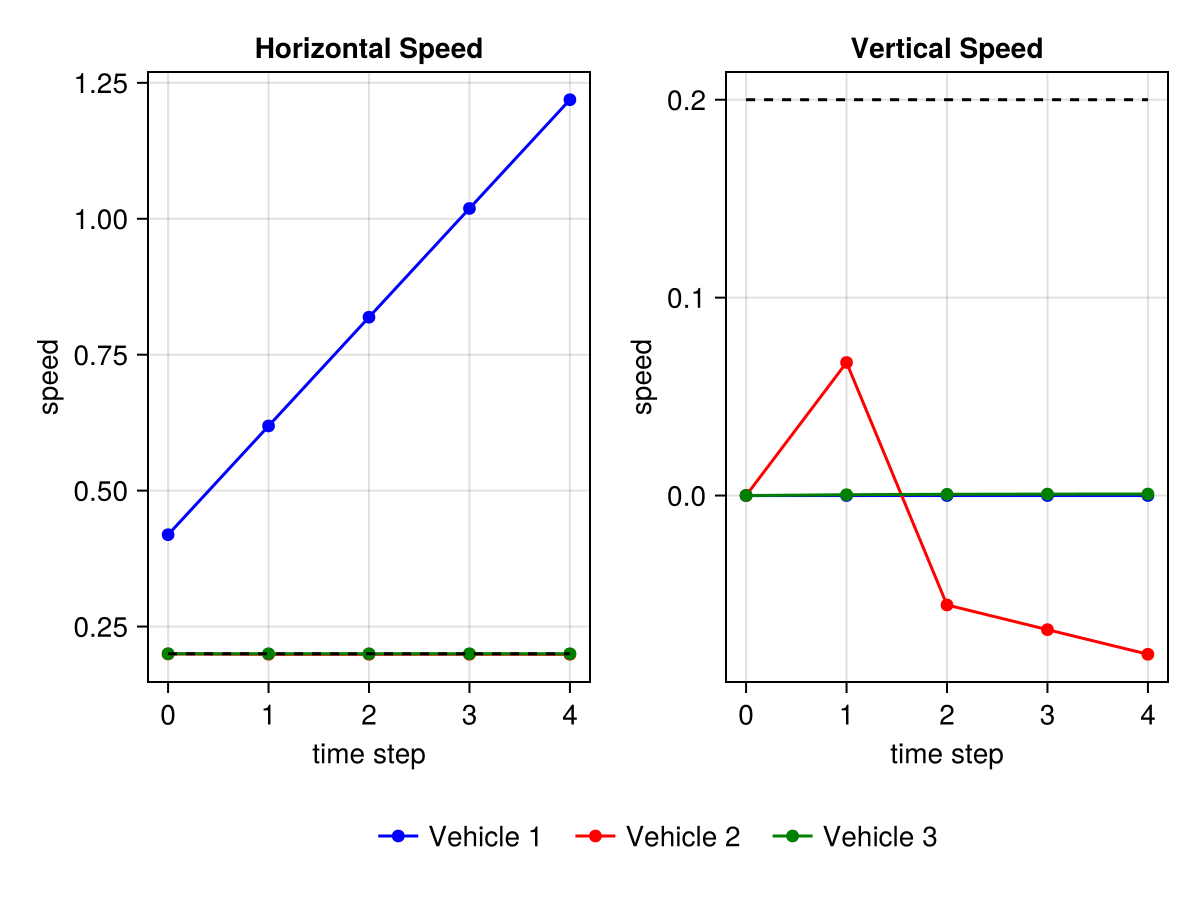 Horizontal Speed
1.25
1.00
0.75
0.50
0.25
speed
0 1 2 3 4
time step
Vertical Speed
0.2
0.1
0.0
speed
0 1 2 3 4
time step
Vehicle 1 Vehicle 2 Vehicle 3